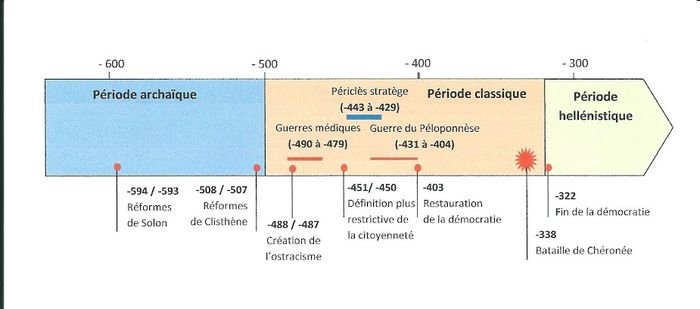 - 600
- 500
- 400
- 300
Période archaïque
Périclès stratège
(-443 à -429)
Période classique
Guerres médiques
(-490 à -479)
Guerre du Péloponnèse
(-431 à -404)
Période
hellénistique
-594 / -593
Réformes
de Solon
-508 / -507
Réformes
de Clisthène
-488 / -487
Création de
l'ostracisme
-451/ -450
Définition plus
restrictive de
la citoyenneté
-403
Restauration
de la démocratie
-338
Bataille de Chéronée
-322
Fin de la démocratie